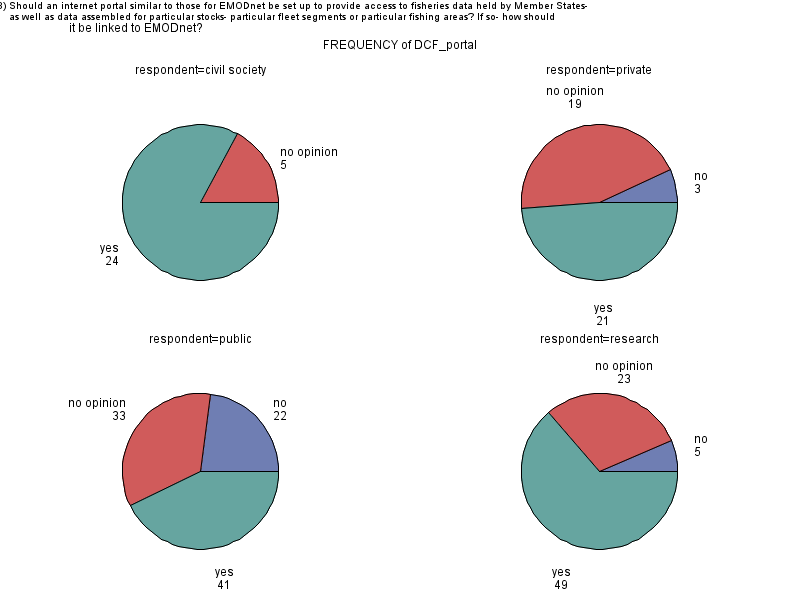 3) Should an internet portal similar to those for EMODnet be set up to provide access to fisheries data held by Member States-
as well as data assembled for particular stocks- particular fleet segments or particular fishing areas? If so- how should
it be linked to EMODnet?
FREQUENCY of DCF_portal
respondent=civil society
no opinion
5
yes
24
respondent=private
no opinion
19
no
3
yes
21
respondent=public
no opinion
33
no
22
yes
41
respondent=research
no opinion
23
no
5
yes
49